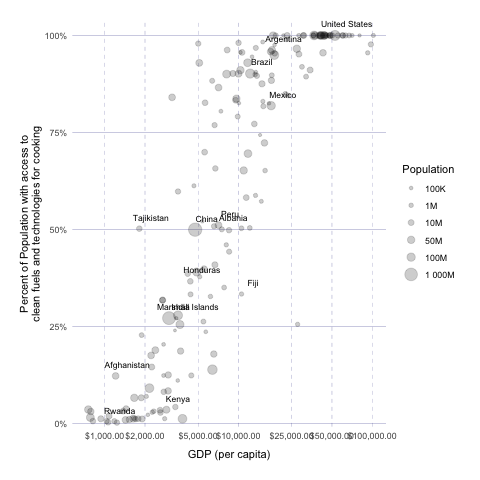 United States
100%
Argentina
Brazil
Mexico
75%
Population
100K
1M
10M
50M
100M
1 000M
Percent of Population with access to
clean fuels and technologies for cooking
Tajikistan
Peru
China
Albania
50%
Honduras
Fiji
Marshall Islands
India
25%
Afghanistan
Kenya
Rwanda
0%
$1,000.00
$2,000.00
$5,000.00
$10,000.00
$25,000.00
$50,000.00
$100,000.00
GDP (per capita)